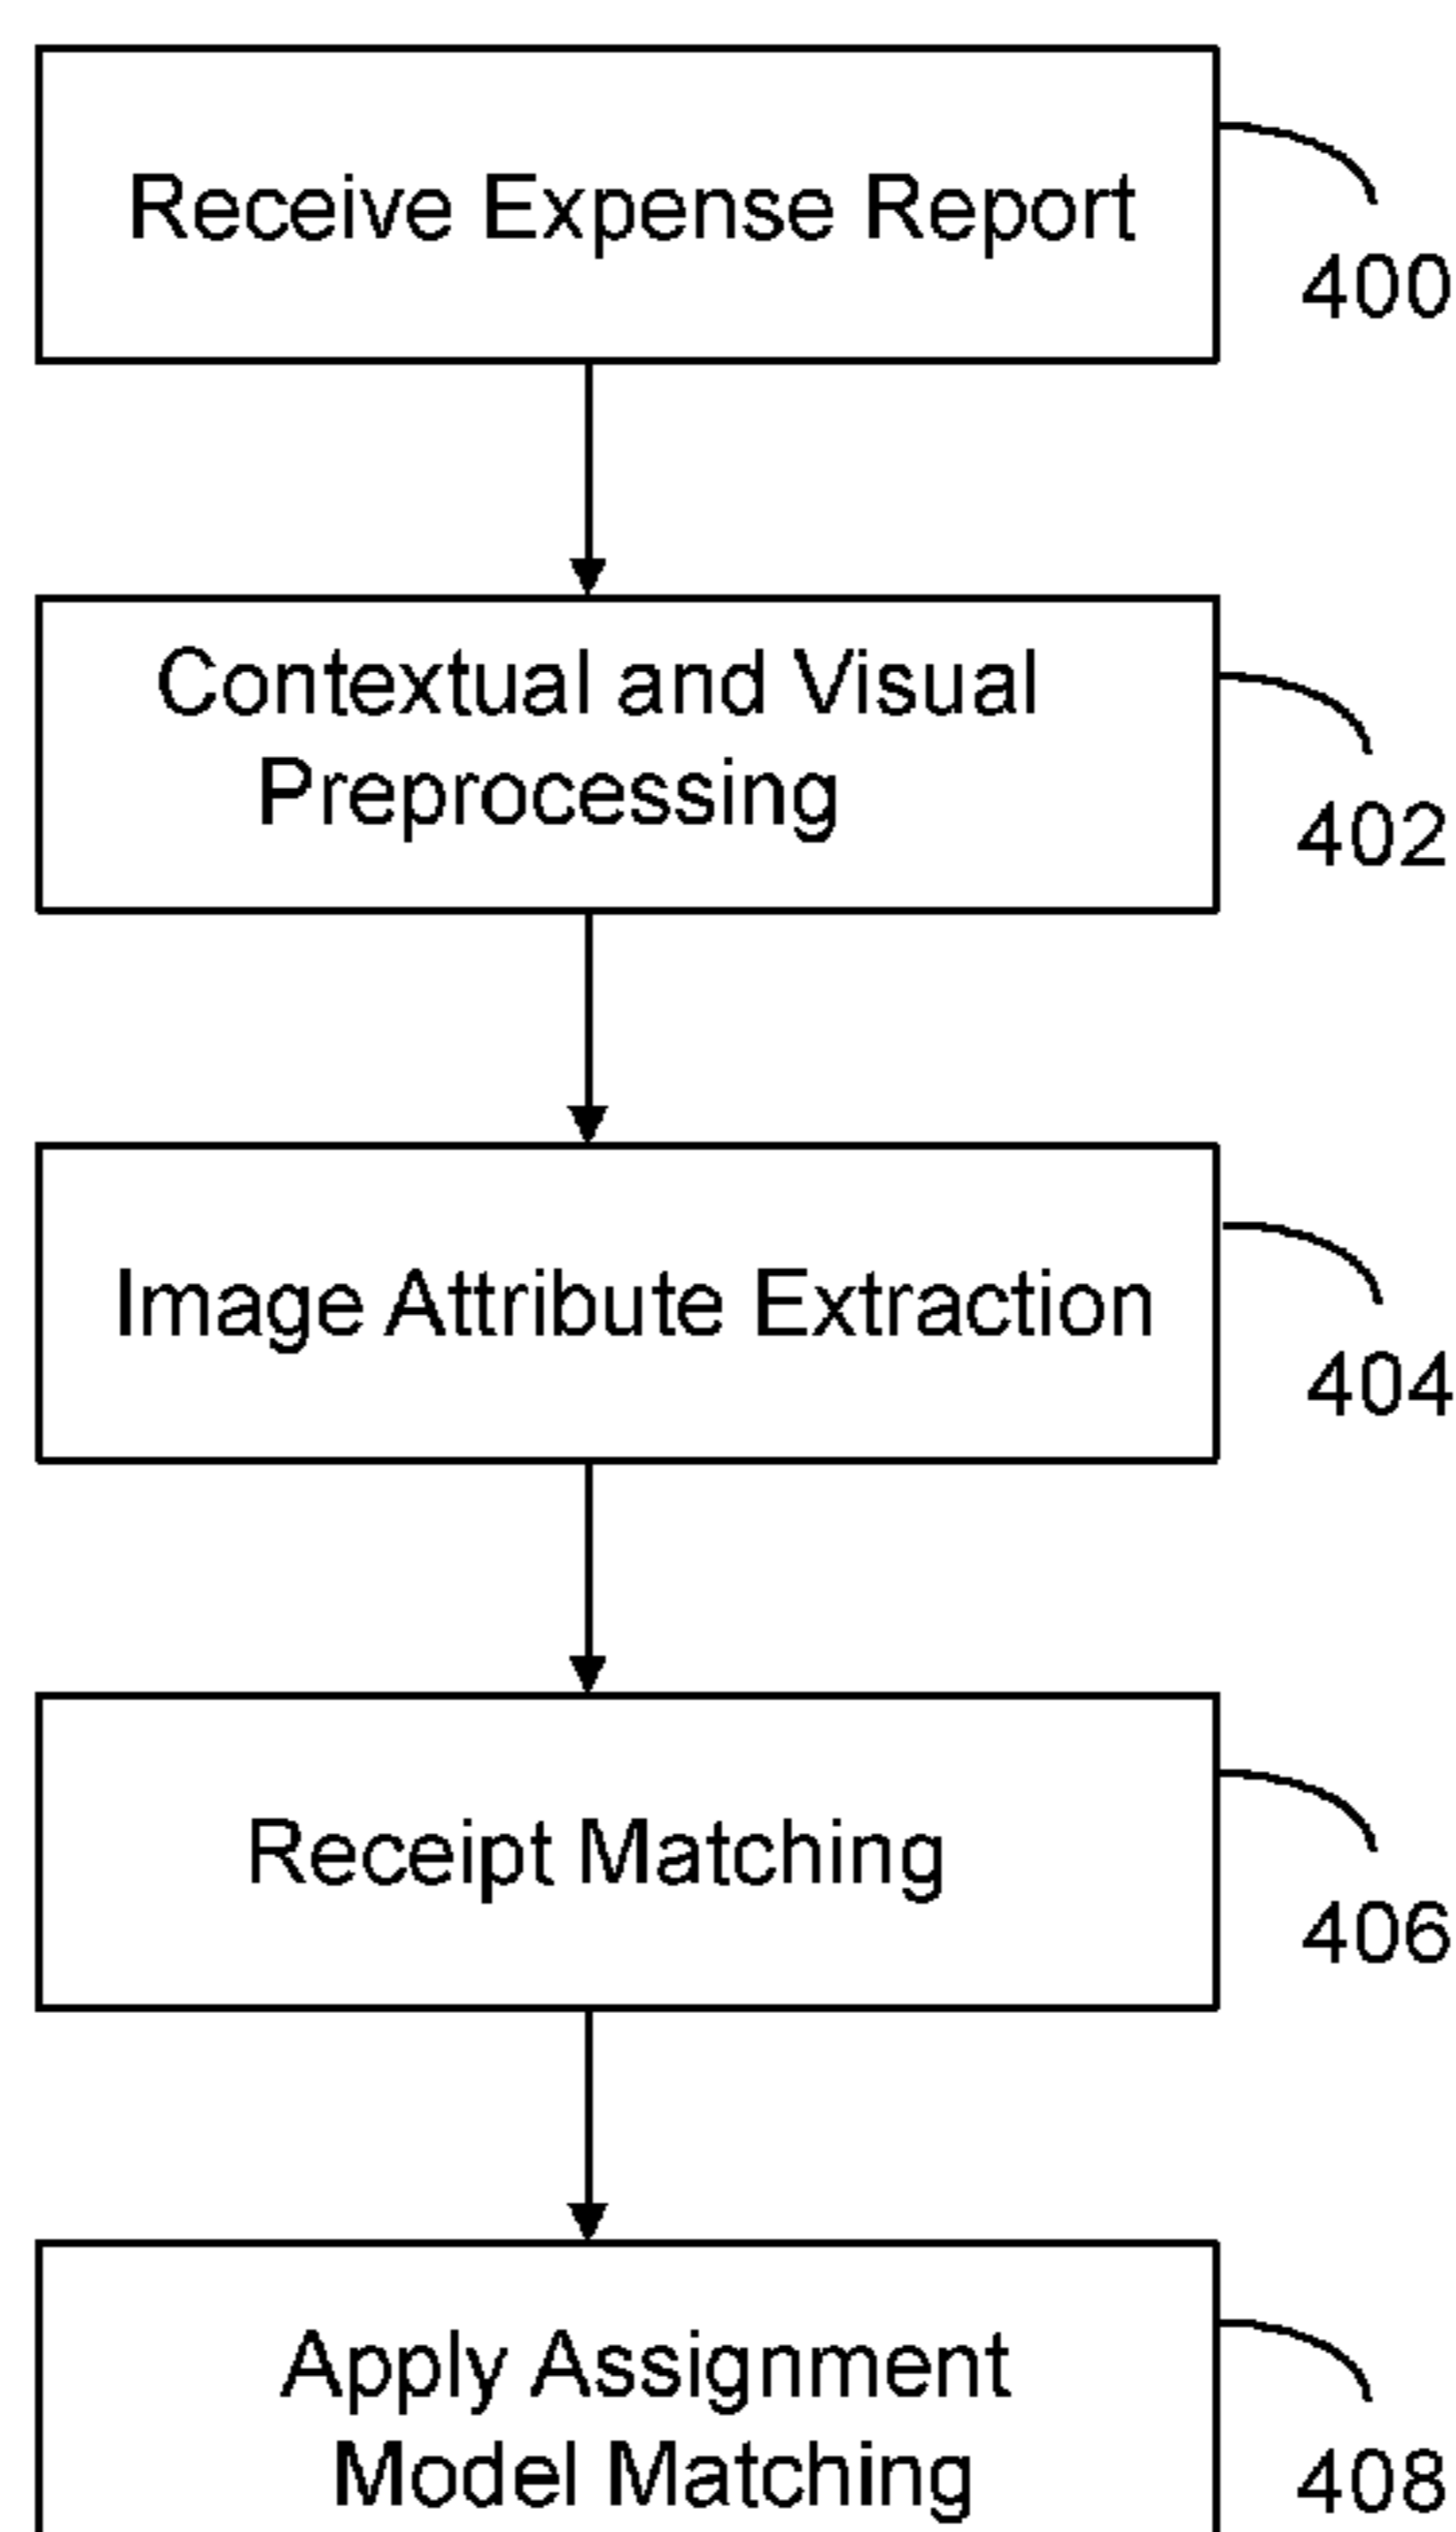 Receive Expense Report
400
Contextual and Visual
Preprocessing
402
Image Attribute Extraction
404
Receipt Matching
406
Apply Assignment
Model Matching
408